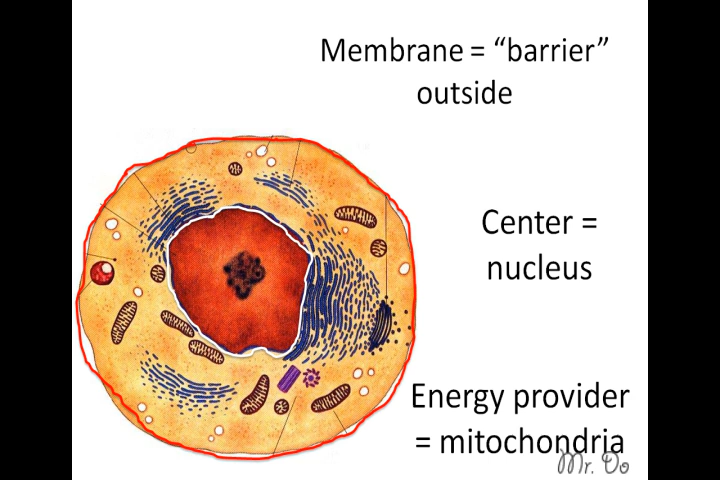 Membrane = “barrier”
outside
Center =
nucleus
Energy provider
= mitochondria
Mr. Do